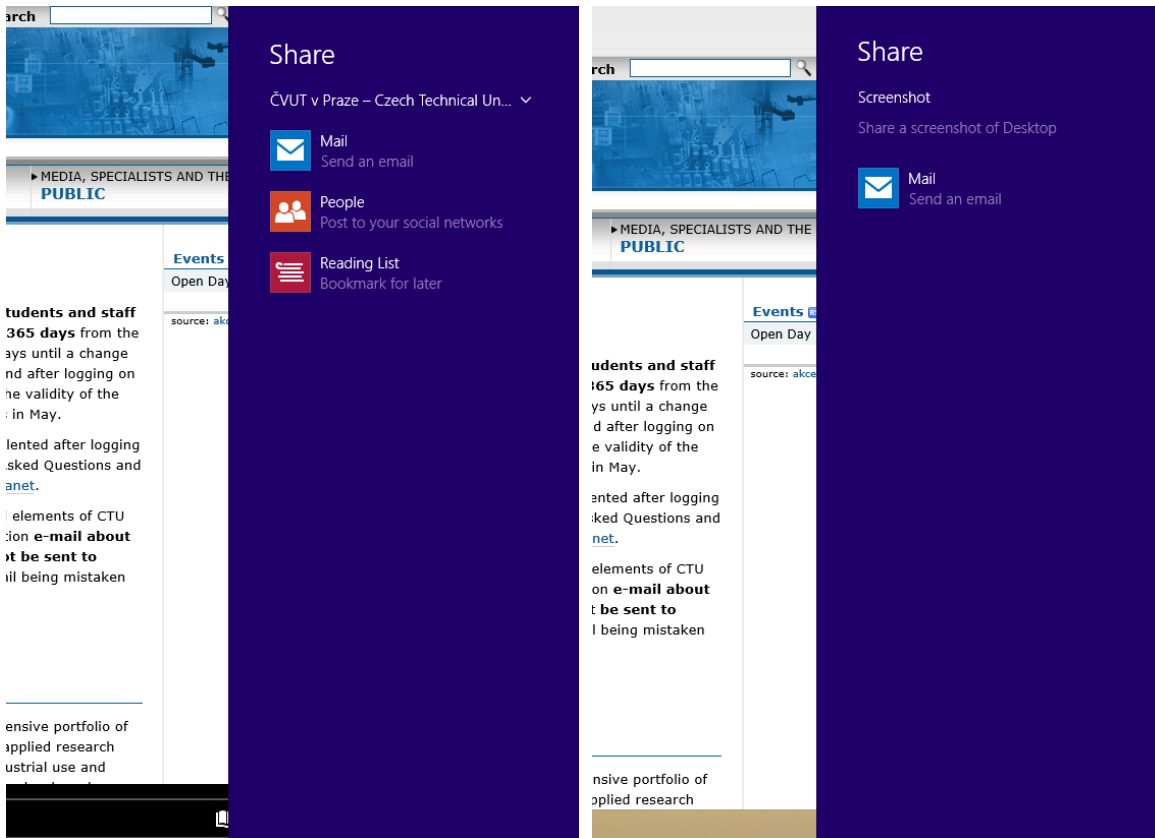 arch
MEDIA, SPECIALISTS AND THE
PUBLIC
Events
Open Day
source: akc
tudents and staff
365 days from the
ays until a change
nd after logging on
he validity of the
s in May.
lented after logging
sked Questions and
anet.
l elements of CTU
tion e-mail about
ot be sent to
ail being mistaken
ensive portfolio of
applied research
ustrial use and
Share
ČVUT v Praze – Czech Technical Un...
Mail
Send an email
People
Post to your social networks
Reading List
Bookmark for later
rch
MEDIA, SPECIALISTS AND THE
PUBLIC
Events
Open Day
source: akce
udents and staff
365 days from the
ys until a change
d after logging on
e validity of the
in May.
ented after logging
ked Questions and
net.
elements of CTU
on e-mail about
t be sent to
l being mistaken
nsive portfolio of
pplied research
Share
Screenshot
Share a screenshot of Desktop
Mail
Send an email